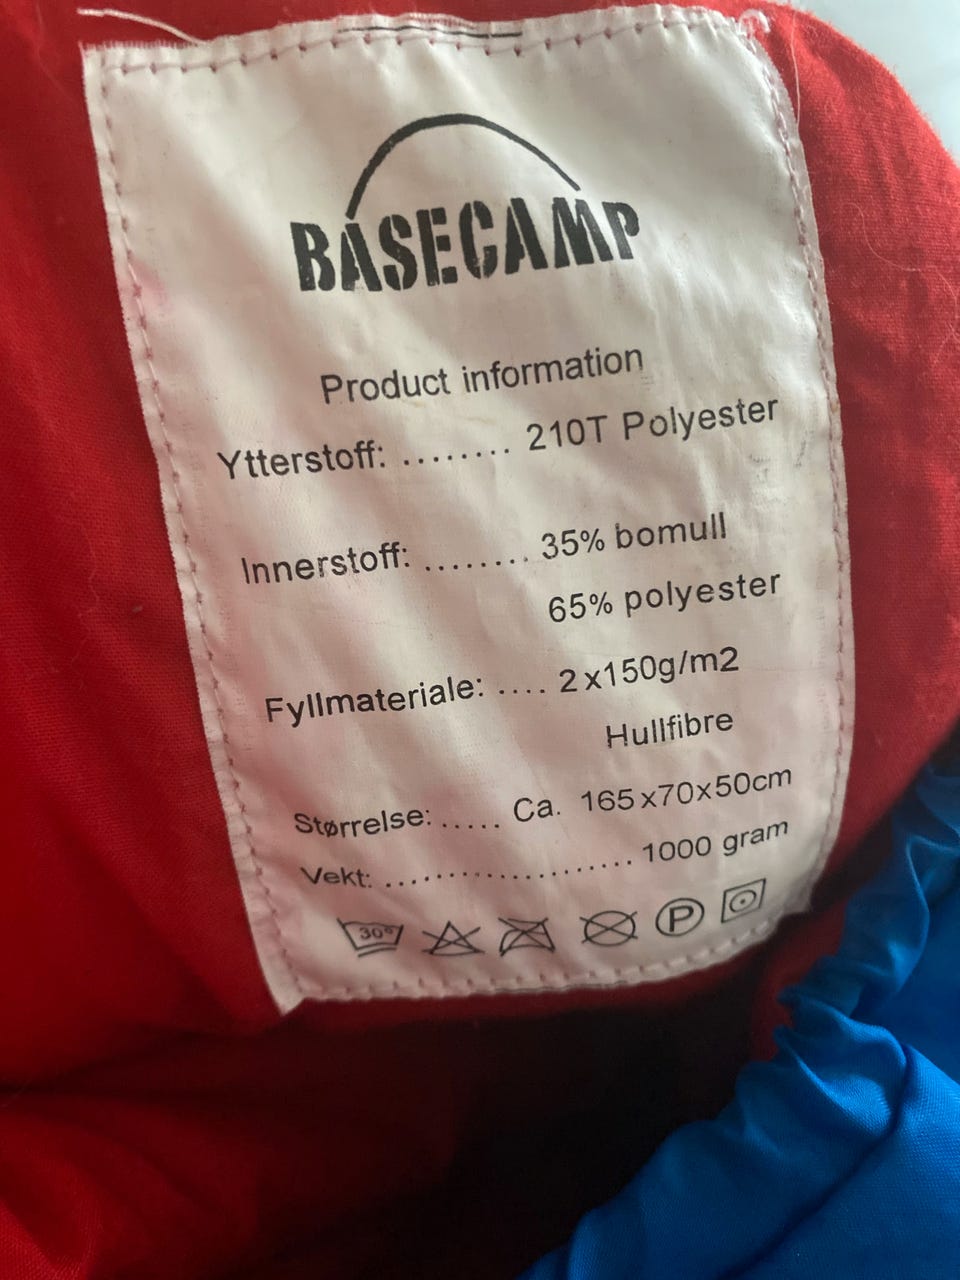 BASECAMP
Product information
Ytterstoff: ........ 210T Polyester
Innerstoff: ........ 35% bomull
65% polyester
Fyllmateriale: .... 2x150g/m2
Hullfibre
Størrelse: ..... Ca. 165x70x50cm
Vekt: ................... 1000 gram
30° P